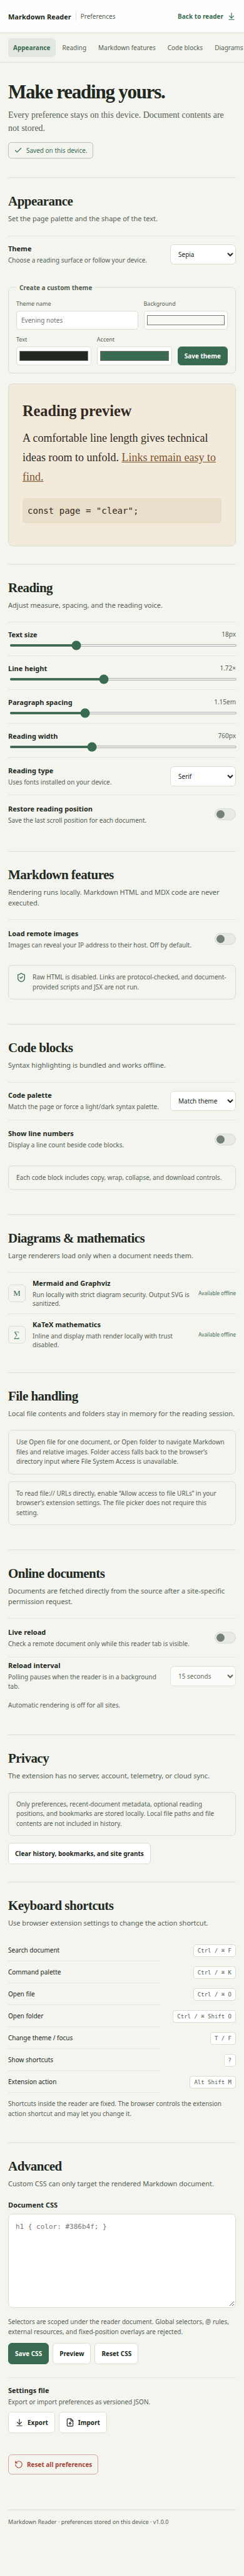 Markdown Reader | Preferences Back to reader
Appearance Reading Markdown features Code blocks Diagrams
Make reading yours.
Every preference stays on this device. Document contents are
not stored.
Saved on this device.
Appearance
Set the page palette and the shape of the text.
Theme
Choose a reading surface or follow your device.
Sepia
Create a custom theme
Theme name Background
Evening notes
Text Accent
Save theme
Reading preview
A comfortable line length gives technical
ideas room to unfold. Links remain easy to
find.
const page = "clear";
Reading
Adjust measure, spacing, and the reading voice.
Text size 18px
Line height 1.72×
Paragraph spacing 1.15em
Reading width 760px
Reading type
Uses fonts installed on your device.
Serif
Restore reading position
Save the last scroll position for each document.
Markdown features
Rendering runs locally. Markdown HTML and MDX code are never
executed.
Load remote images
Images can reveal your IP address to their host. Off by default.
Raw HTML is disabled. Links are protocol-checked, and document-
provided scripts and JSX are not run.
Code blocks
Syntax highlighting is bundled and works offline.
Code palette
Match the page or force a light/dark syntax palette.
Match theme
Show line numbers
Display a line count beside code blocks.
Each code block includes copy, wrap, collapse, and download controls.
Diagrams & mathematics
Large renderers load only when a document needs them.
M
Mermaid and Graphviz
Run locally with strict diagram security. Output SVG is
sanitized.
Available offline
∑
KaTeX mathematics
Inline and display math render locally with trust
disabled.
Available offline
File handling
Local file contents and folders stay in memory for the reading session.
Use Open file for one document, or Open folder to navigate Markdown
files and relative images. Folder access falls back to the browser's
directory input where File System Access is unavailable.
To read file:// URLs directly, enable "Allow access to file URLs" in your
browser's extension settings. The file picker does not require this
setting.
Online documents
Documents are fetched directly from the source after a site-specific
permission request.
Live reload
Check a remote document only while this reader tab is visible.
Reload interval
Polling pauses when the reader is in a background
tab.
15 seconds
Automatic rendering is off for all sites.
Privacy
The extension has no server, account, telemetry, or cloud sync.
Only preferences, recent-document metadata, optional reading
positions, and bookmarks are stored locally. Local file paths and file
contents are not included in history.
Clear history, bookmarks, and site grants
Keyboard shortcuts
Use browser extension settings to change the action shortcut.
Search document Ctrl / ⌘ F
Command palette Ctrl / ⌘ K
Open file Ctrl / ⌘ O
Open folder Ctrl / ⌘ Shift O
Change theme / focus T / F
Show shortcuts ?
Extension action Alt Shift M
Shortcuts inside the reader are fixed. The browser controls the extension
action shortcut and may let you change it.
Advanced
Custom CSS can only target the rendered Markdown document.
Document CSS
h1 { color: #386b4f; }
Selectors are scoped under the reader document. Global selectors, @ rules,
external resources, and fixed-position overlays are rejected.
Save CSS Preview Reset CSS
Settings file
Export or import preferences as versioned JSON.
Export Import
Reset all preferences
Markdown Reader · preferences stored on this device · v1.0.0